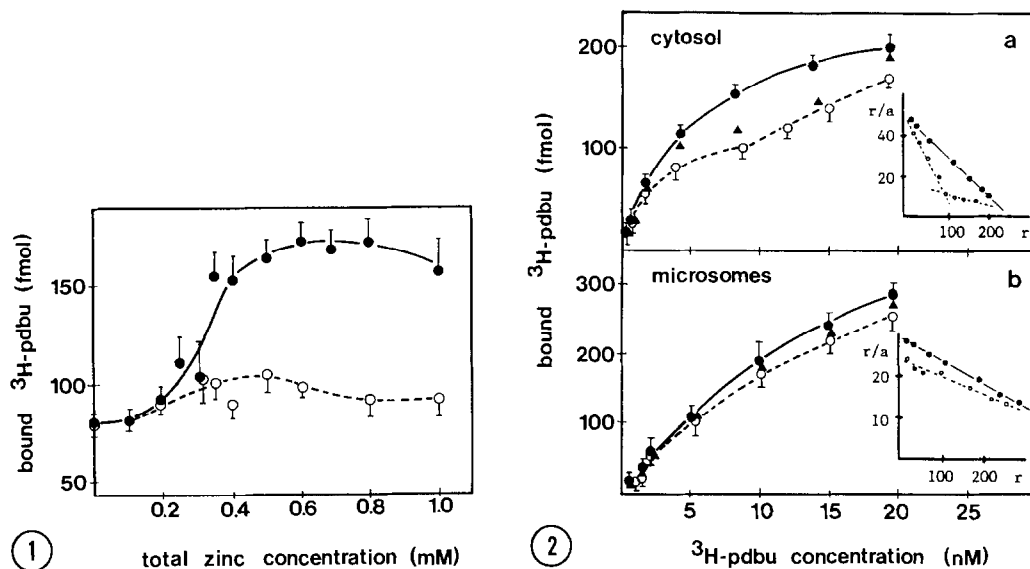 bound ³H-pdbu (fmol)
150
100
50
0.0 0.2 0.4 0.6 0.8 1.0
total zinc concentration (mM)
1
bound ³H-pdbu (fmol)
cytosol a
200
100
r/a
40
20
100 200 r
microsomes b
300
200
100
r/a
20
10
100 200 r
5 10 15 20 25
³H-pdbu concentration (nM)
2